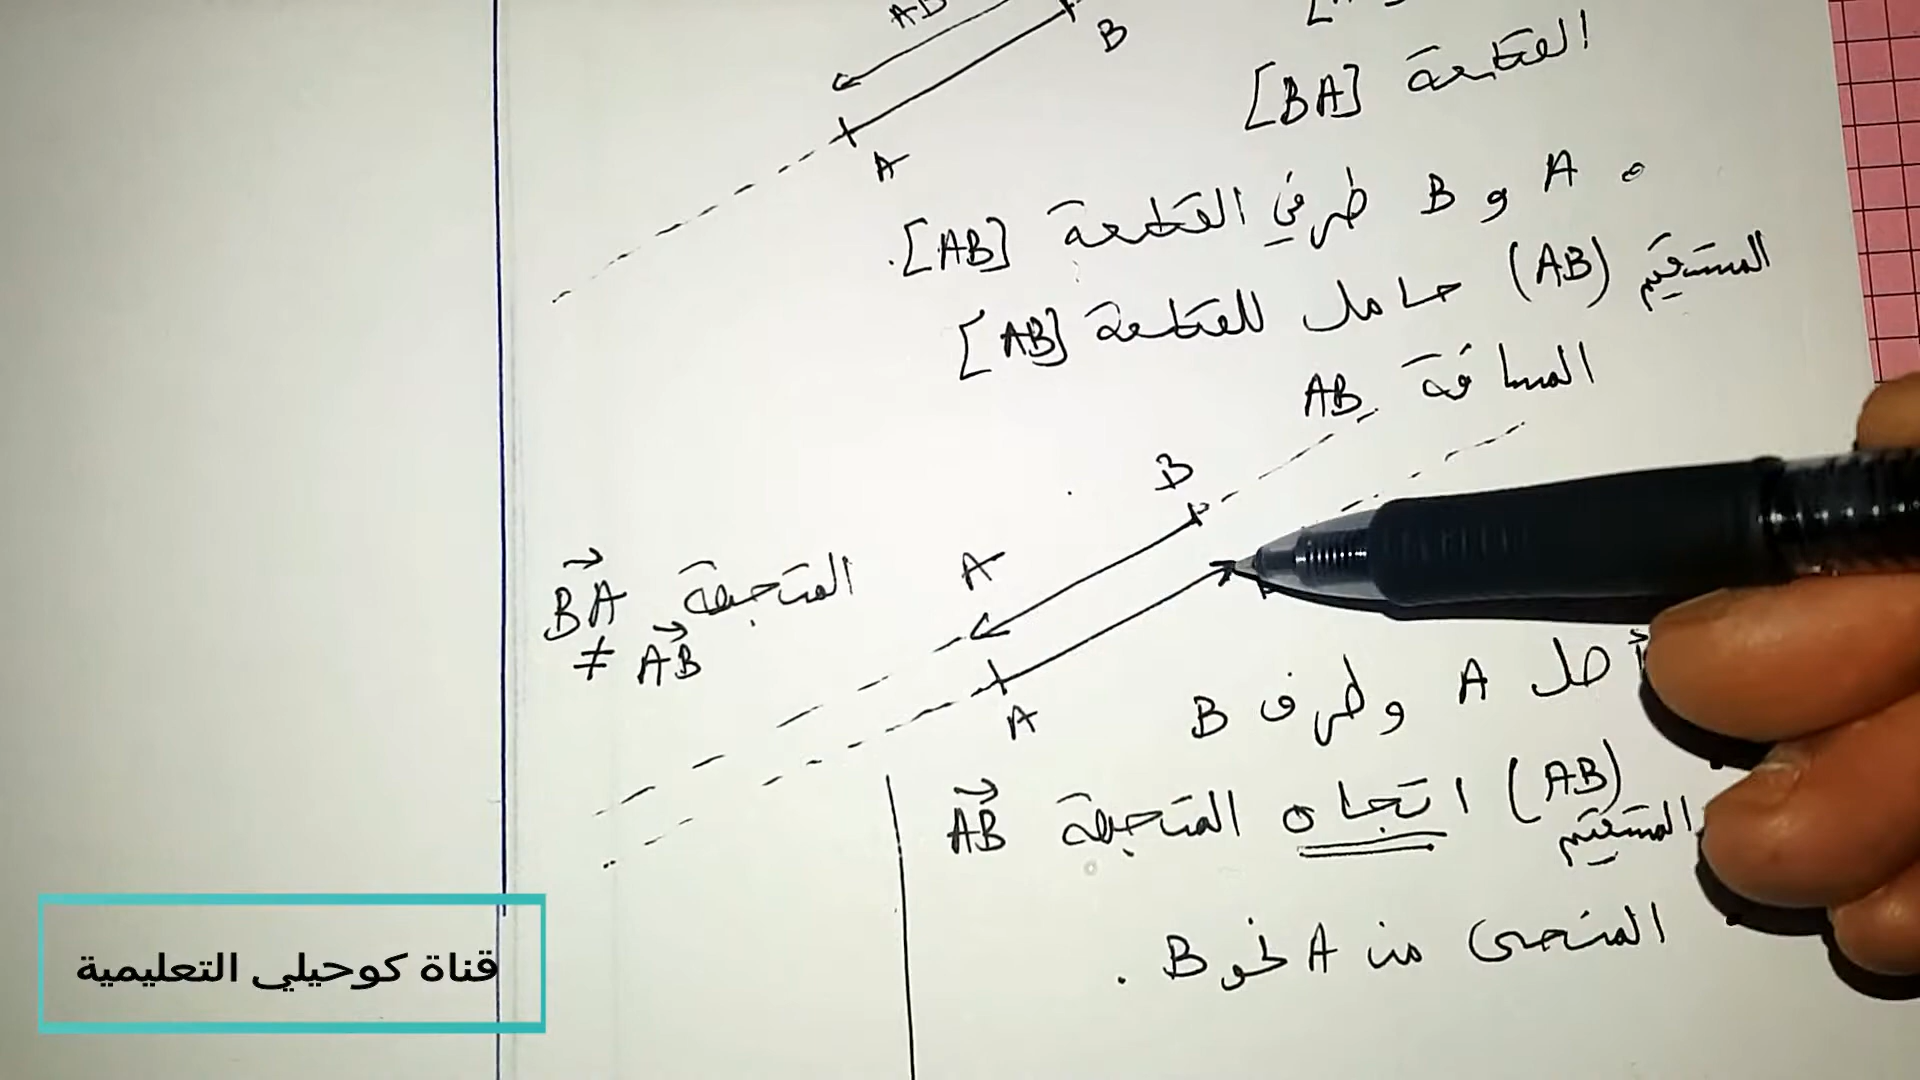 B
القطعة [BA]
A
A و B طرفي القطعة [AB].
المستقيم (AB) حامل للقطعة [AB]
المسافة AB
B
A
المتجهة BA⃗
≠ AB⃗
A
أصل A وطرف B
المستقيم (AB) اتجاه المتجهة AB⃗
المنحى من A نحو B .
قناة كوحيلي التعليمية